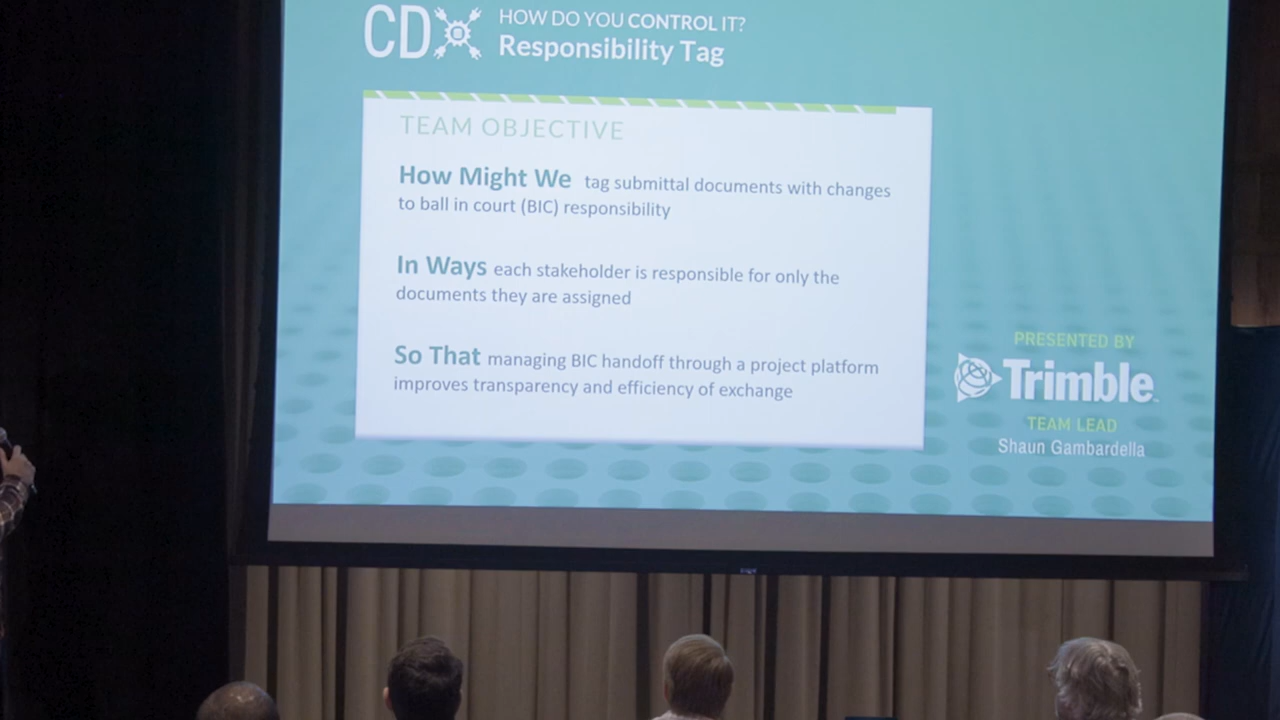 CDX
HOW DO YOU CONTROL IT?
Responsibility Tag
TEAM OBJECTIVE
How Might We tag submittal documents with changes
to ball in court (BIC) responsibility
In Ways each stakeholder is responsible for only the
documents they are assigned
So That managing BIC handoff through a project platform
improves transparency and efficiency of exchange
PRESENTED BY
Trimble
TEAM LEAD
Shaun Gambardella